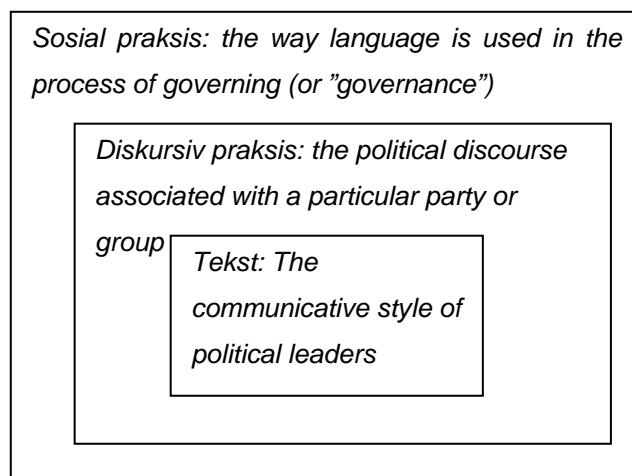 Sosial praksis: the way language is used in the
process of governing (or ”governance”)
Diskursiv praksis: the political discourse
associated with a particular party or
group
Tekst: The
communicative style of
political leaders